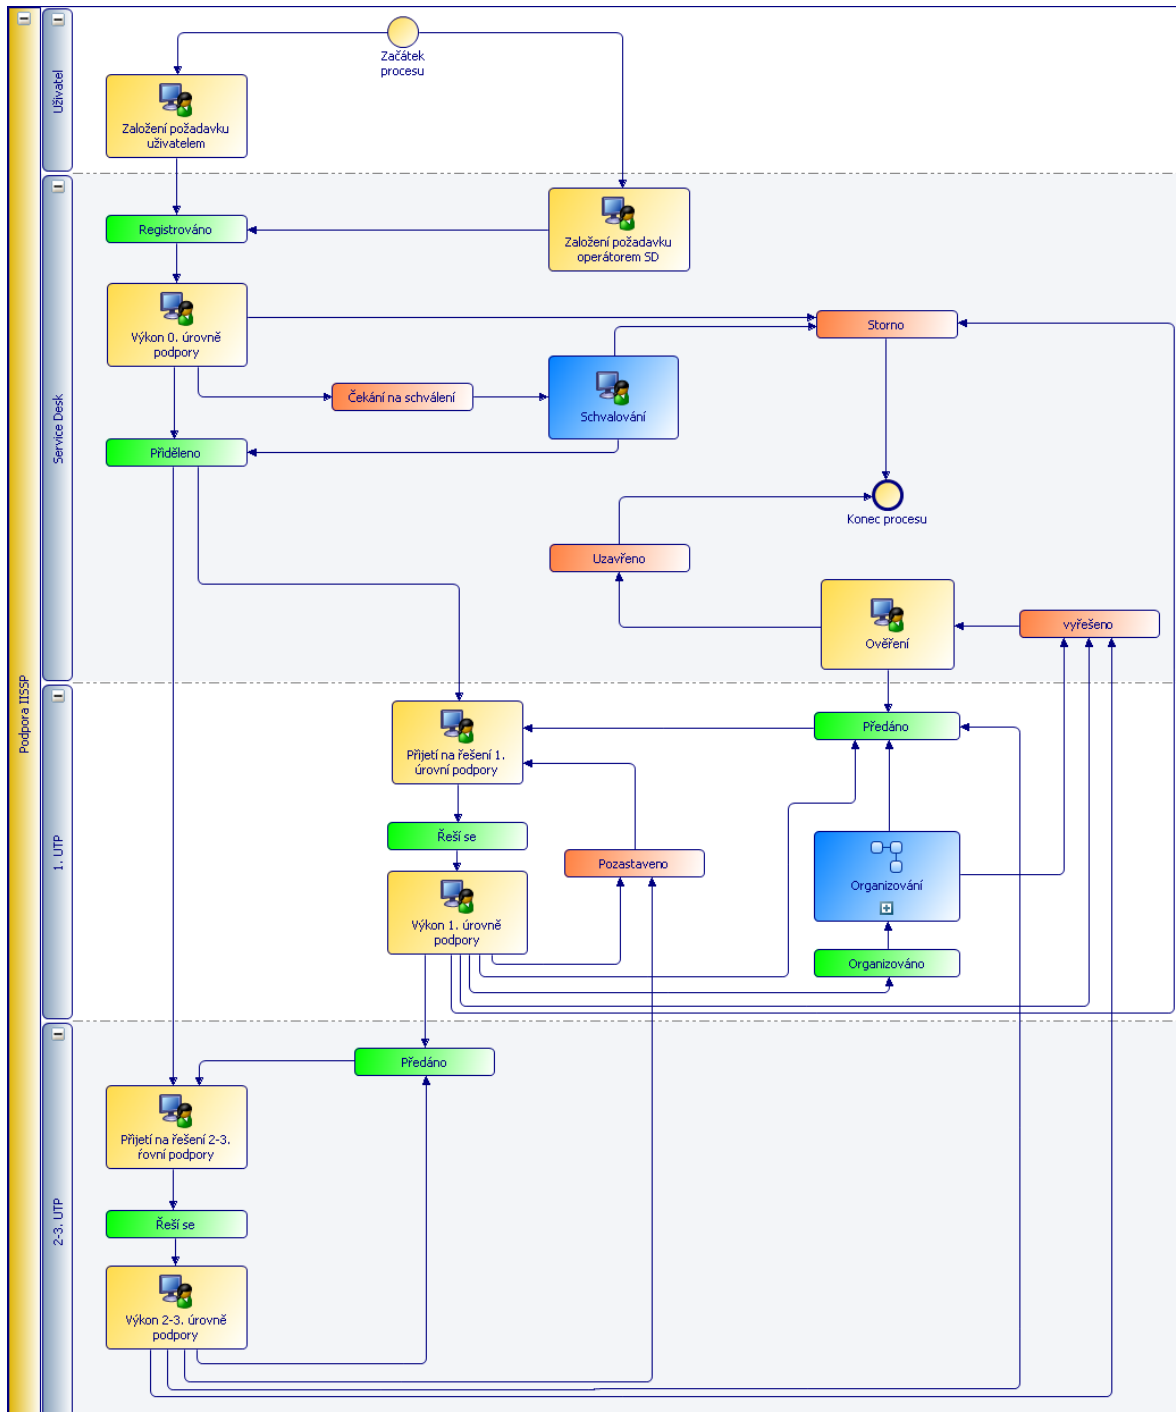 Podpora IISSP
Uživatel
Začátek
procesu
Založení požadavku
uživatelem
Service Desk
Registrováno
Založení požadavku
operátorem SD
Výkon 0. úrovně
podpory
Storno
Čekání na schválení
Schvalování
Přiděleno
Konec procesu
Uzavřeno
Ověření
vyřešeno
1. UTP
Přijetí na řešení 1.
úrovní podpory
Předáno
Řeší se
Pozastaveno
Organizování
Výkon 1. úrovně
podpory
Organizováno
2-3. UTP
Předáno
Přijetí na řešení 2-3.
řovní podpory
Řeší se
Výkon 2-3. úrovně
podpory